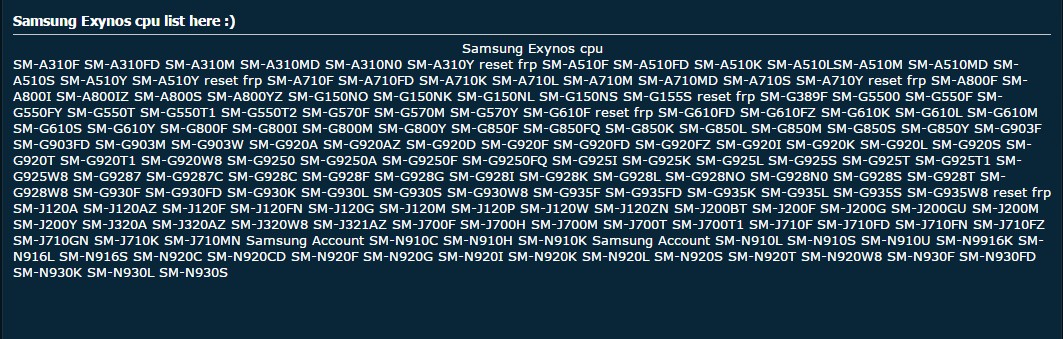 Samsung Exynos cpu list here :)
Samsung Exynos cpu
SM-A310F SM-A310FD SM-A310M SM-A310MD SM-A310N0 SM-A310Y reset frp SM-A510F SM-A510FD SM-A510K SM-A510LSM-A510M SM-A510MD SM-
A510S SM-A510Y SM-A510Y reset frp SM-A710F SM-A710FD SM-A710K SM-A710L SM-A710M SM-A710MD SM-A710S SM-A710Y reset frp SM-A800F SM-
A800I SM-A800IZ SM-A800S SM-A800YZ SM-G150NO SM-G150NK SM-G150NL SM-G150NS SM-G155S reset frp SM-G389F SM-G5500 SM-G550F SM-
G550FY SM-G550T SM-G550T1 SM-G550T2 SM-G570F SM-G570M SM-G570Y SM-G610F reset frp SM-G610FD SM-G610FZ SM-G610K SM-G610L SM-G610M
SM-G610S SM-G610Y SM-G800F SM-G800I SM-G800M SM-G800Y SM-G850F SM-G850FQ SM-G850K SM-G850L SM-G850M SM-G850S SM-G850Y SM-G903F
SM-G903FD SM-G903M SM-G903W SM-G920A SM-G920AZ SM-G920D SM-G920F SM-G920FD SM-G920FZ SM-G920I SM-G920K SM-G920L SM-G920S SM-
G920T SM-G920T1 SM-G920W8 SM-G9250 SM-G9250A SM-G9250F SM-G9250FQ SM-G925I SM-G925K SM-G925L SM-G925S SM-G925T SM-G925T1 SM-
G925W8 SM-G9287 SM-G9287C SM-G928C SM-G928F SM-G928G SM-G928I SM-G928K SM-G928L SM-G928NO SM-G928N0 SM-G928S SM-G928T SM-
G928W8 SM-G930F SM-G930FD SM-G930K SM-G930L SM-G930S SM-G930W8 SM-G935F SM-G935FD SM-G935K SM-G935L SM-G935S SM-G935W8 reset frp
SM-J120A SM-J120AZ SM-J120F SM-J120FN SM-J120G SM-J120M SM-J120P SM-J120W SM-J120ZN SM-J200BT SM-J200F SM-J200G SM-J200GU SM-J200M
SM-J200Y SM-J320A SM-J320AZ SM-J320W8 SM-J321AZ SM-J700F SM-J700H SM-J700M SM-J700T SM-J700T1 SM-J710F SM-J710FD SM-J710FN SM-J710FZ
SM-J710GN SM-J710K SM-J710MN Samsung Account SM-N910C SM-N910H SM-N910K Samsung Account SM-N910L SM-N910S SM-N910U SM-N9916K SM-
N916L SM-N916S SM-N920C SM-N920CD SM-N920F SM-N920G SM-N920I SM-N920K SM-N920L SM-N920S SM-N920T SM-N920W8 SM-N930F SM-N930FD
SM-N930K SM-N930L SM-N930S